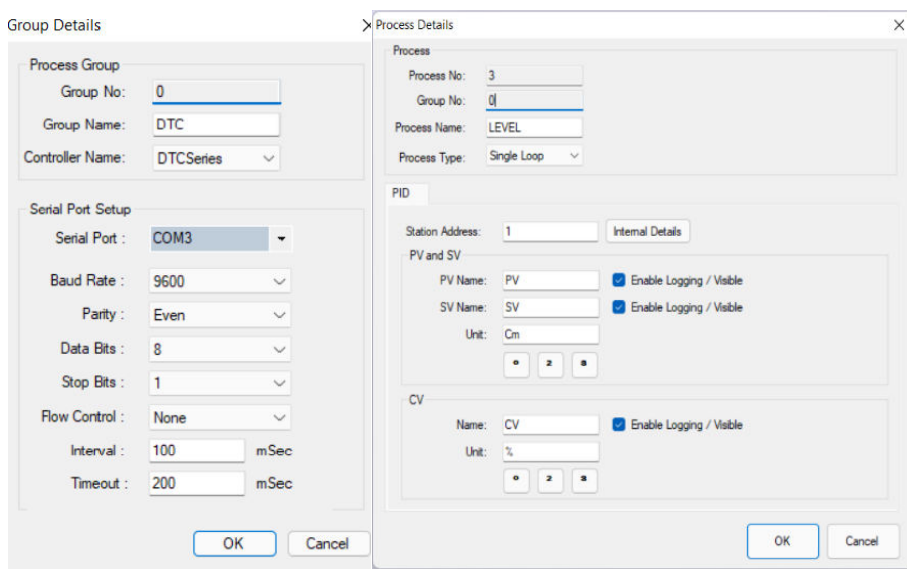 Group Details
Process Group
Group No: 0
Group Name: DTC
Controller Name: DTCSeries
Serial Port Setup
Serial Port : COM3
Baud Rate : 9600
Parity : Even
Data Bits : 8
Stop Bits : 1
Flow Control : None
Interval : 100 mSec
Timeout : 200 mSec
OK Cancel
Process Details
Process
Process No: 3
Group No: 0
Process Name: LEVEL
Process Type: Single Loop
PID
Station Address: 1 Internal Details
PV and SV
PV Name: PV Enable Logging / Visible
SV Name: SV Enable Logging / Visible
Unit: Cm
° ²
CV
Name: CV Enable Logging / Visible
Unit: %
° ² ³
OK Cancel